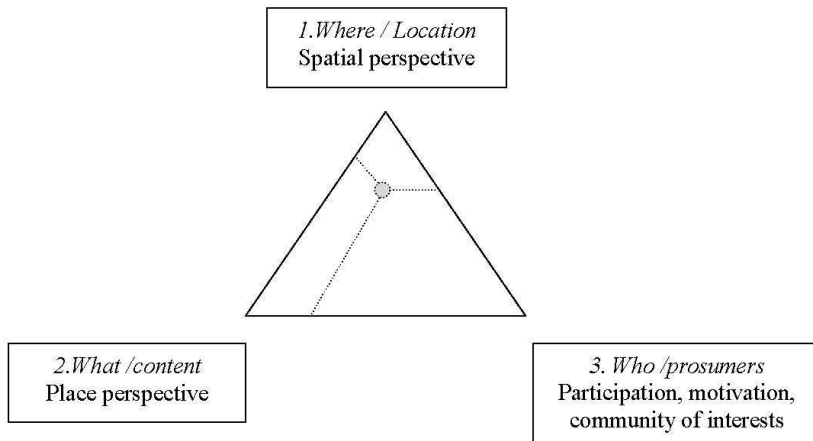 1.Where / Location
Spatial perspective
2.What /content
Place perspective
3. Who /prosumers
Participation, motivation,
community of interests